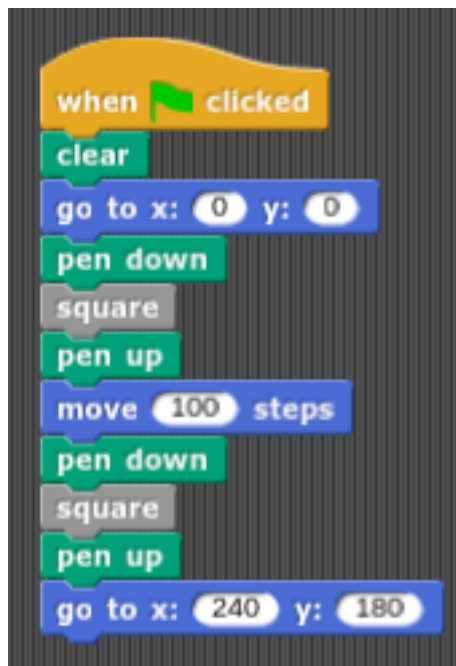 when clicked
clear
go to x: 0 y: 0
pen down
square
pen up
move 100 steps
pen down
square
pen up
go to x: 240 y: 180